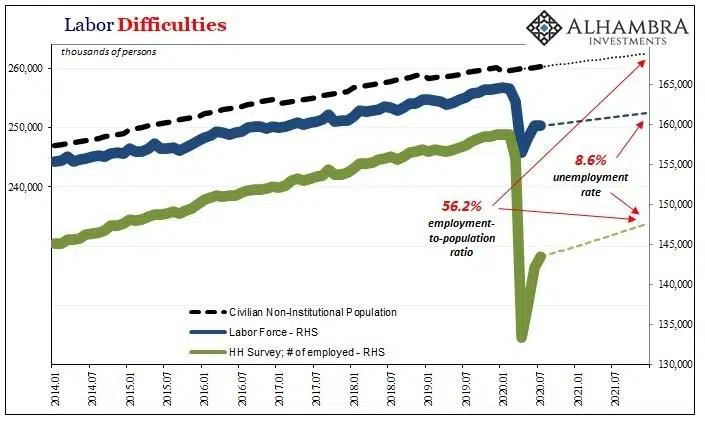 Labor Difficulties
ALHAMBRA
INVESTMENTS
thousands of persons
260,000
250,000
240,000
165,000
160,000
155,000
150,000
145,000
140,000
135,000
130,000
8.6%
unemployment
rate
56.2%
employment-
to-population
ratio
Civilian Non-Institutional Population
Labor Force - RHS
HH Survey; # of employed - RHS
2014.01
2014.07
2015.01
2015.07
2016.01
2016.07
2017.01
2017.07
2018.01
2018.07
2019.01
2019.07
2020.01
2020.07
2021.01
2021.07